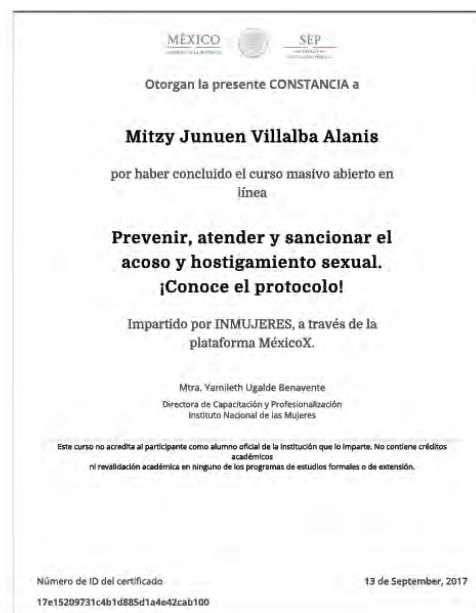 MÉXICO
SEP
Otorgan la presente CONSTANCIA a
Mitzy Junuen Villalba Alanis
por haber concluido el curso masivo abierto en
línea
Prevenir, atender y sancionar el
acoso y hostigamiento sexual.
¡Conoce el protocolo!
Impartido por INMUJERES, a través de la
plataforma MéxicoX.
Mtra. Yamileth Ugalde Benavente
Directora de Capacitación y Profesionalización
Instituto Nacional de las Mujeres
Este curso no acredita al participante como alumno oficial de la institución que lo imparte. No contiene créditos
académicos
ni revalidación académica en ninguno de los programas de estudios formales o de extensión.
Número de ID del certificado
13 de September, 2017
17e15209731c4b1d885d1a4e42cab100